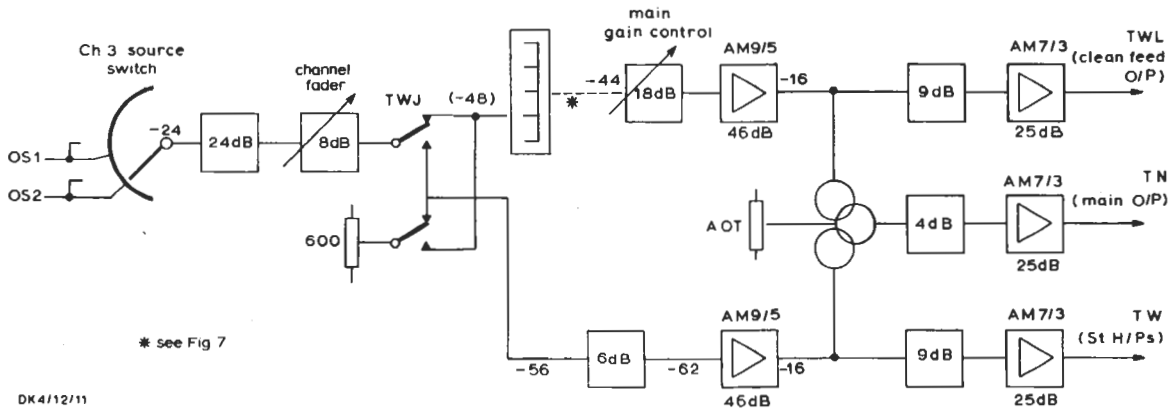 Ch 3 source
switch
OS1
OS2
-24
24dB
channel
fader
8dB
TWJ
(-48)
600
*
-44
main
gain control
18dB
AM9/5
46dB
-16
9dB
AM7/3
25dB
TWL
(clean feed
O/P)
AOT
4dB
AM7/3
25dB
TN
(main O/P)
-56
6dB
-62
AM9/5
46dB
-16
9dB
AM7/3
25dB
TW
(St H/Ps)
* see Fig 7
DK4/12/11